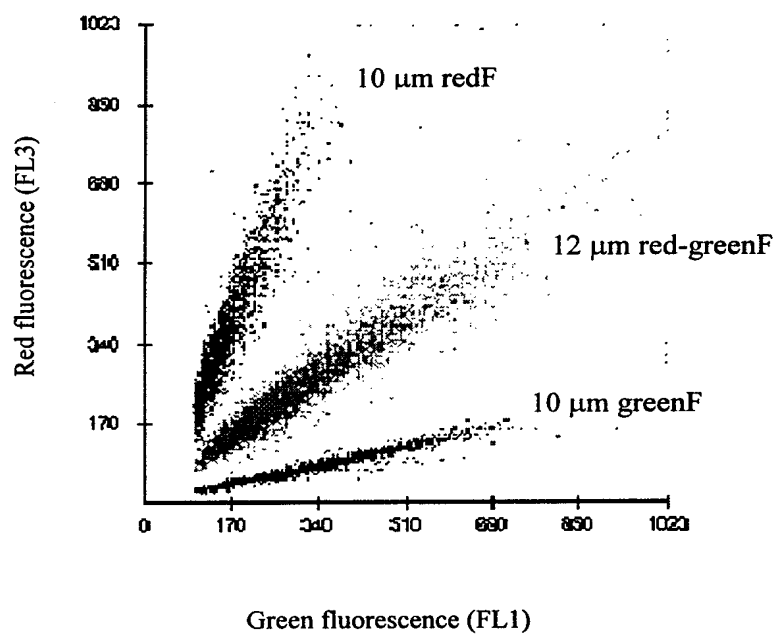 1023
10 μm redF
850
Red fluorescence (FL3)
680
12 μm red-greenF
510
340
10 μm greenF
170
0 170 340 510 680 850 1023
Green fluorescence (FL1)